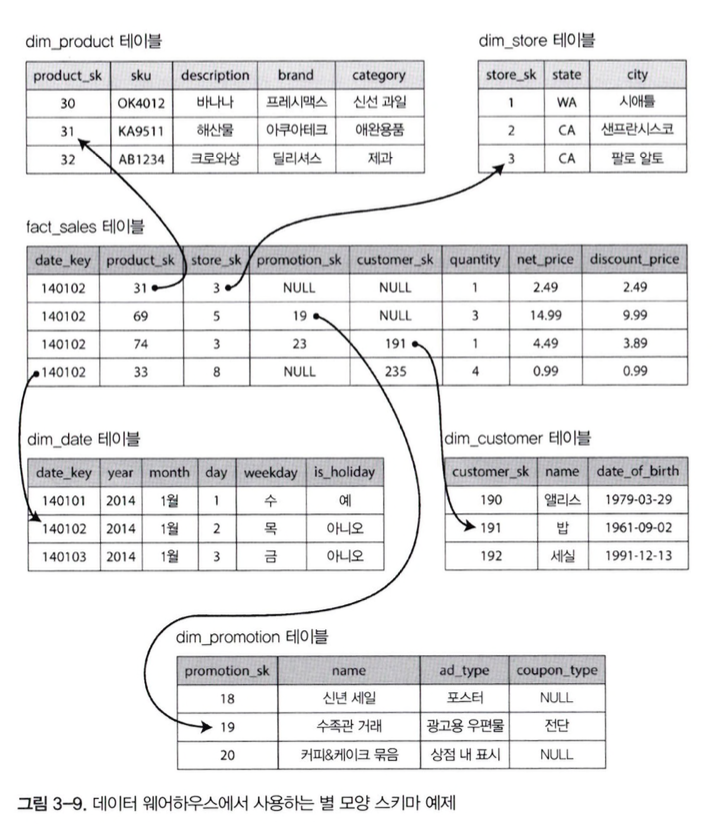 dim_product 테이블
product_sk sku description brand category
30 OK4012 바나나 프레시맥스 신선 과일
31 KA9511 해산물 아쿠아테크 애완용품
32 AB1234 크로와상 딜리셔스 제과
dim_store 테이블
store_sk state city
1 WA 시애틀
2 CA 샌프란시스코
3 CA 팔로 알토
fact_sales 테이블
date_key product_sk store_sk promotion_sk customer_sk quantity net_price discount_price
140102 31 3 NULL NULL 1 2.49 2.49
140102 69 5 19 NULL 3 14.99 9.99
140102 74 3 23 191 1 4.49 3.89
140102 33 8 NULL 235 4 0.99 0.99
dim_date 테이블
date_key year month day weekday is_holiday
140101 2014 1월 1 수 예
140102 2014 1월 2 목 아니오
140103 2014 1월 3 금 아니오
dim_customer 테이블
customer_sk name date_of_birth
190 앨리스 1979-03-29
191 밥 1961-09-02
192 세실 1991-12-13
dim_promotion 테이블
promotion_sk name ad_type coupon_type
18 신년 세일 포스터 NULL
19 수족관 거래 광고용 우편물 전단
20 커피&케이크 묶음 상점 내 표시 NULL
그림 3-9. 데이터 웨어하우스에서 사용하는 별 모양 스키마 예제